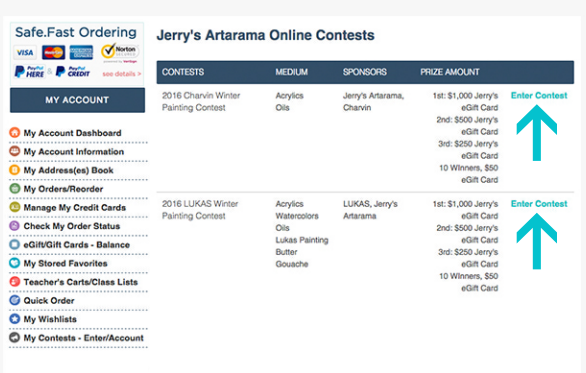 Safe.Fast Ordering
VISA MasterCard AMERICAN EXPRESS Norton SECURED
PayPal HERE & PayPal CREDIT see details >
MY ACCOUNT
My Account Dashboard
My Account Information
My Address(es) Book
My Orders/Reorder
Manage My Credit Cards
Check My Order Status
eGift/Gift Cards - Balance
My Stored Favorites
Teacher's Carts/Class Lists
Quick Order
My Wishlists
My Contests - Enter/Account
Jerry's Artarama Online Contests
CONTESTS MEDIUM SPONSORS PRIZE AMOUNT
2016 Charvin Winter Acrylics Jerry's Artarama, 1st: $1,000 Jerry's Enter Contest
Painting Contest Oils Charvin eGift Card
2nd: $500 Jerry's
eGift Card
3rd: $250 Jerry's
eGift Card
10 WInners, $50
eGift Card
2016 LUKAS Winter Acrylics LUKAS, Jerry's 1st: $1,000 Jerry's Enter Contest
Painting Contest Watercolors Artarama eGift Card
Oils 2nd: $500 Jerry's
Lukas Painting eGift Card
Butter 3rd: $250 Jerry's
Gouache eGift Card
10 WInners, $50
eGift Card